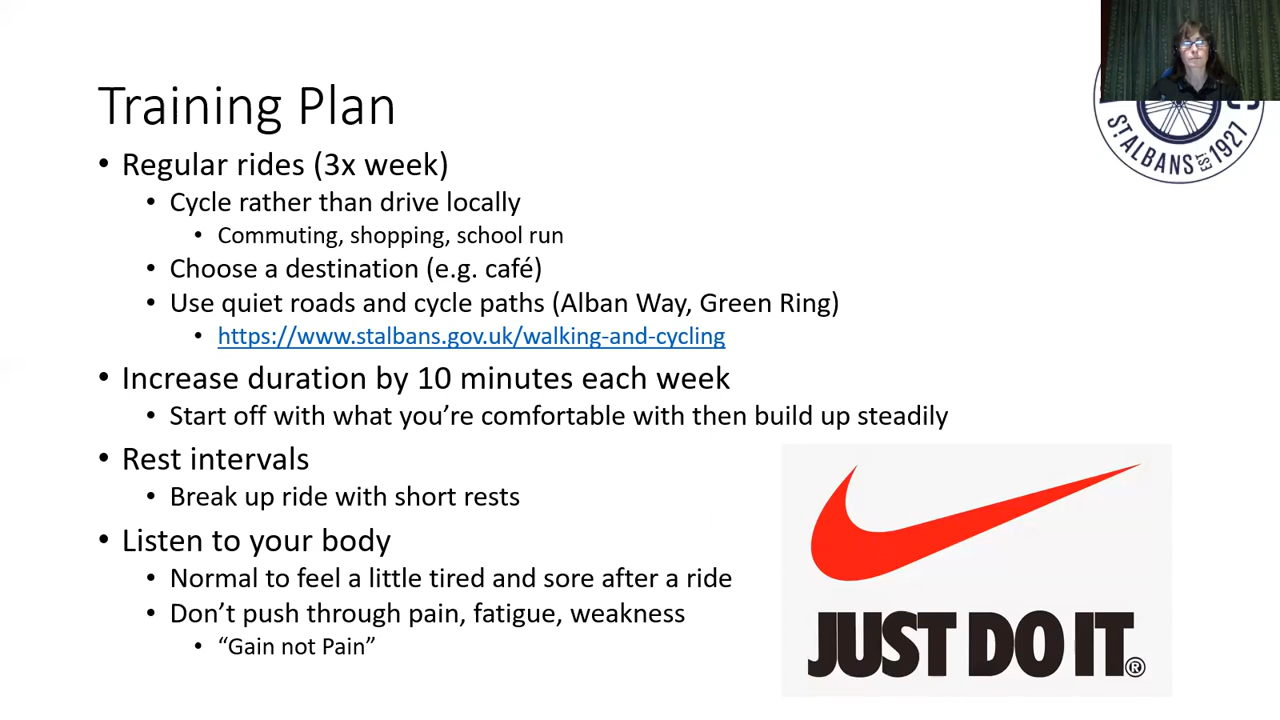 Training Plan
• Regular rides (3x week)
• Cycle rather than drive locally
• Commuting, shopping, school run
• Choose a destination (e.g. café)
• Use quiet roads and cycle paths (Alban Way, Green Ring)
• https://www.stalbans.gov.uk/walking-and-cycling
• Increase duration by 10 minutes each week
• Start off with what you’re comfortable with then build up steadily
• Rest intervals
• Break up ride with short rests
• Listen to your body
• Normal to feel a little tired and sore after a ride
• Don’t push through pain, fatigue, weakness
• “Gain not Pain”
ST. ALBANS EST. 1927
JUST DO IT.®